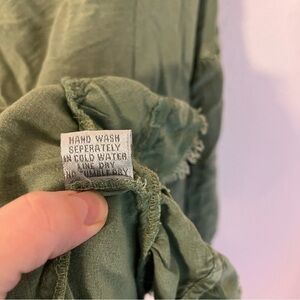 HAND WASH
SEPERATELY
IN COLD WATER
LINE DRY
NO TUMBLE DRY